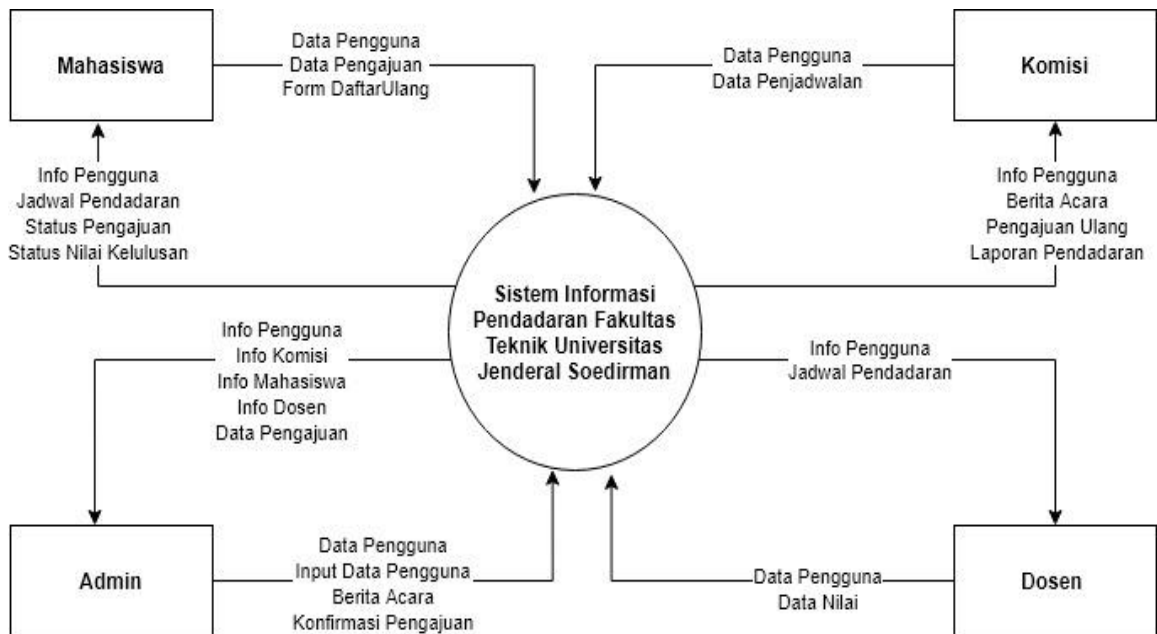 Mahasiswa
Data Pengguna
Data Pengajuan
Form DaftarUlang
Data Pengguna
Data Penjadwalan
Komisi
Info Pengguna
Jadwal Pendadaran
Status Pengajuan
Status Nilai Kelulusan
Info Pengguna
Berita Acara
Pengajuan Ulang
Laporan Pendadaran
Sistem Informasi
Pendadaran Fakultas
Teknik Universitas
Jenderal Soedirman
Info Pengguna
Info Komisi
Info Mahasiswa
Info Dosen
Data Pengajuan
Info Pengguna
Jadwal Pendadaran
Admin
Data Pengguna
Input Data Pengguna
Berita Acara
Konfirmasi Pengajuan
Data Pengguna
Data Nilai
Dosen